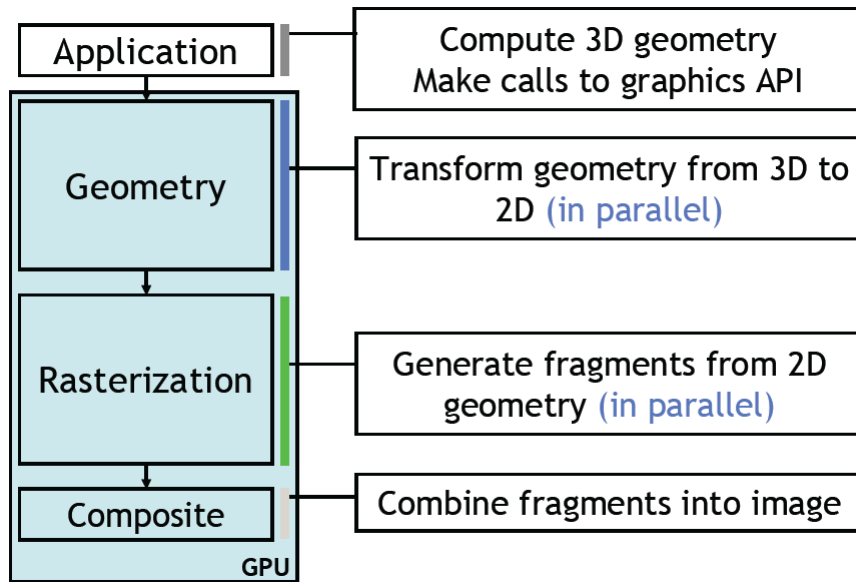 Application
Compute 3D geometry
Make calls to graphics API
Geometry
Transform geometry from 3D to
2D (in parallel)
Rasterization
Generate fragments from 2D
geometry (in parallel)
Composite
Combine fragments into image
GPU